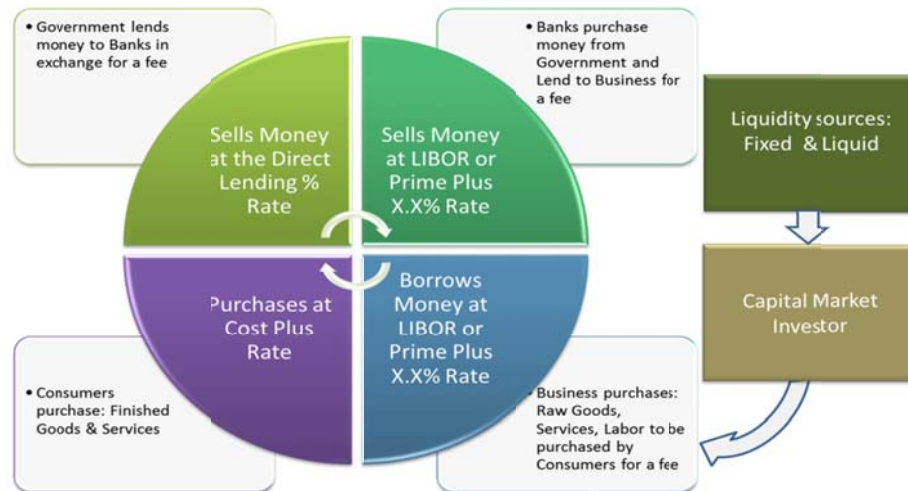 •Government lends
money to Banks in
exchange for a fee
•Banks purchase
money from
Government and
Lend to Business for
a fee
Sells Money
at the Direct
Lending %
Rate
Sells Money
at LIBOR or
Prime Plus
X.X% Rate
Liquidity sources:
Fixed & Liquid
Purchases at
Cost Plus
Rate
Borrows
Money at
LIBOR or
Prime Plus
X.X% Rate
Capital Market
Investor
•Consumers
purchase: Finished
Goods & Services
•Business purchases:
Raw Goods,
Services, Labor to be
purchased by
Consumers for a fee